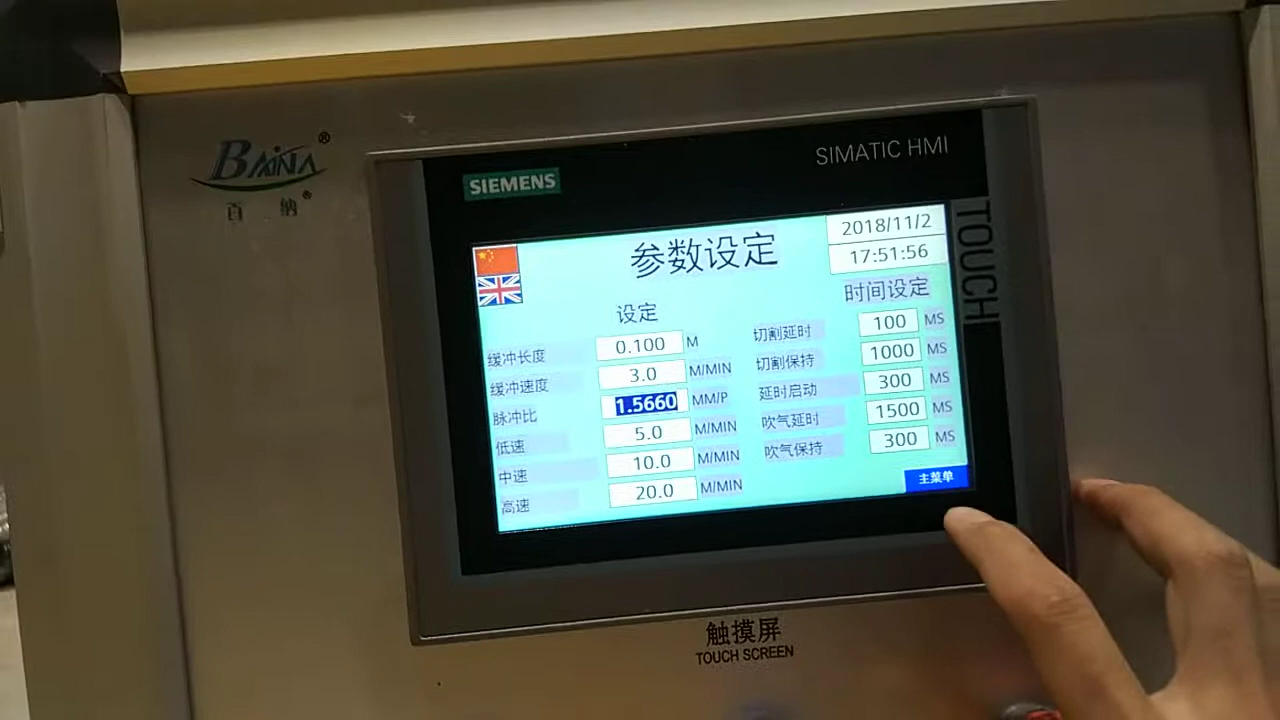 BAINA®
百纳®
SIEMENS
SIMATIC HMI
TOUCH
参数设定
2018/11/2
17:51:56
设定
时间设定
缓冲长度 0.100 M
缓冲速度 3.0 M/MIN
脉冲比 1.5660 MM/P
低速 5.0 M/MIN
中速 10.0 M/MIN
高速 20.0 M/MIN
切割延时 100 MS
切割保持 1000 MS
延时启动 300 MS
吹气延时 1500 MS
吹气保持 300 MS
主菜单
触摸屏
TOUCH SCREEN